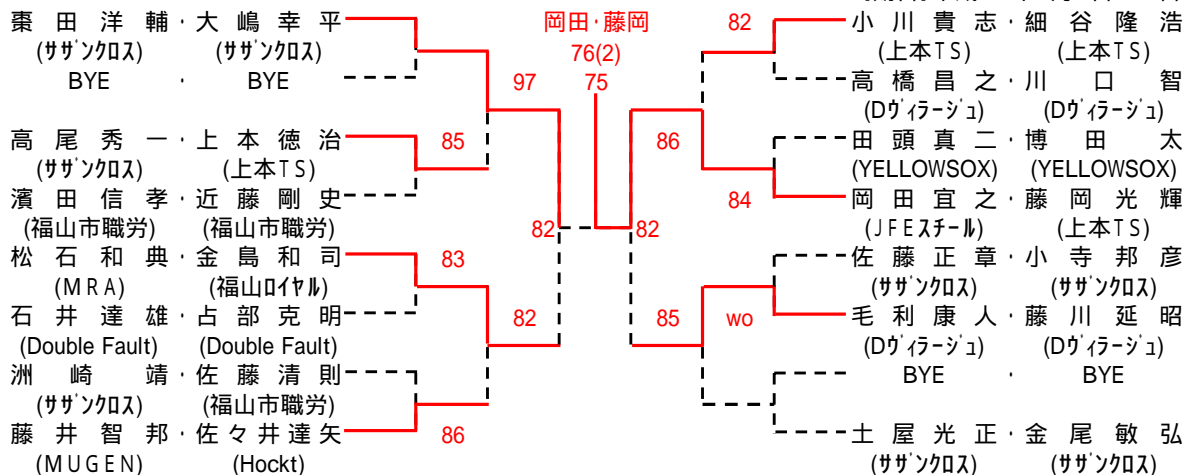 棗田洋輔・大嶋幸平
(ｻｻﾞﾝｸﾛｽ) (ｻｻﾞﾝｸﾛｽ)
BYE ・ BYE
97
高尾秀一・上本徳治
85
(ｻｻﾞﾝｸﾛｽ) (上本TS)
濱田信孝・近藤剛史
(福山市職労) (福山市職労)
82
松石和典・金島和司
83
(MRA) (福山ﾛｲﾔﾙ)
石井達雄・占部克明
82
(Double Fault) (Double Fault)
洲崎靖・佐藤清則
(ｻｻﾞﾝｸﾛｽ) (福山市職労)
藤井智邦・佐々井達矢
86
(MUGEN) (Hockt)
岡田・藤岡
76(2)
75
82
小川貴志・細谷隆浩
(上本TS) (上本TS)
高橋昌之・川口智
(Dヴｨﾗｰｼﾞｭ) (Dヴｨﾗｰｼﾞｭ)
86
田頭真二・博田太
(YELLOWSOX) (YELLOWSOX)
84
岡田宜之・藤岡光輝
(JFEｽﾁｰﾙ) (上本TS)
82
佐藤正章・小寺邦彦
(ｻｻﾞﾝｸﾛｽ) (ｻｻﾞﾝｸﾛｽ)
85
wo
毛利康人・藤川延昭
(Dヴｨﾗｰｼﾞｭ) (Dヴｨﾗｰｼﾞｭ)
BYE ・ BYE
土屋光正・金尾敏弘
(ｻｻﾞﾝｸﾛｽ) (ｻｻﾞﾝｸﾛｽ)